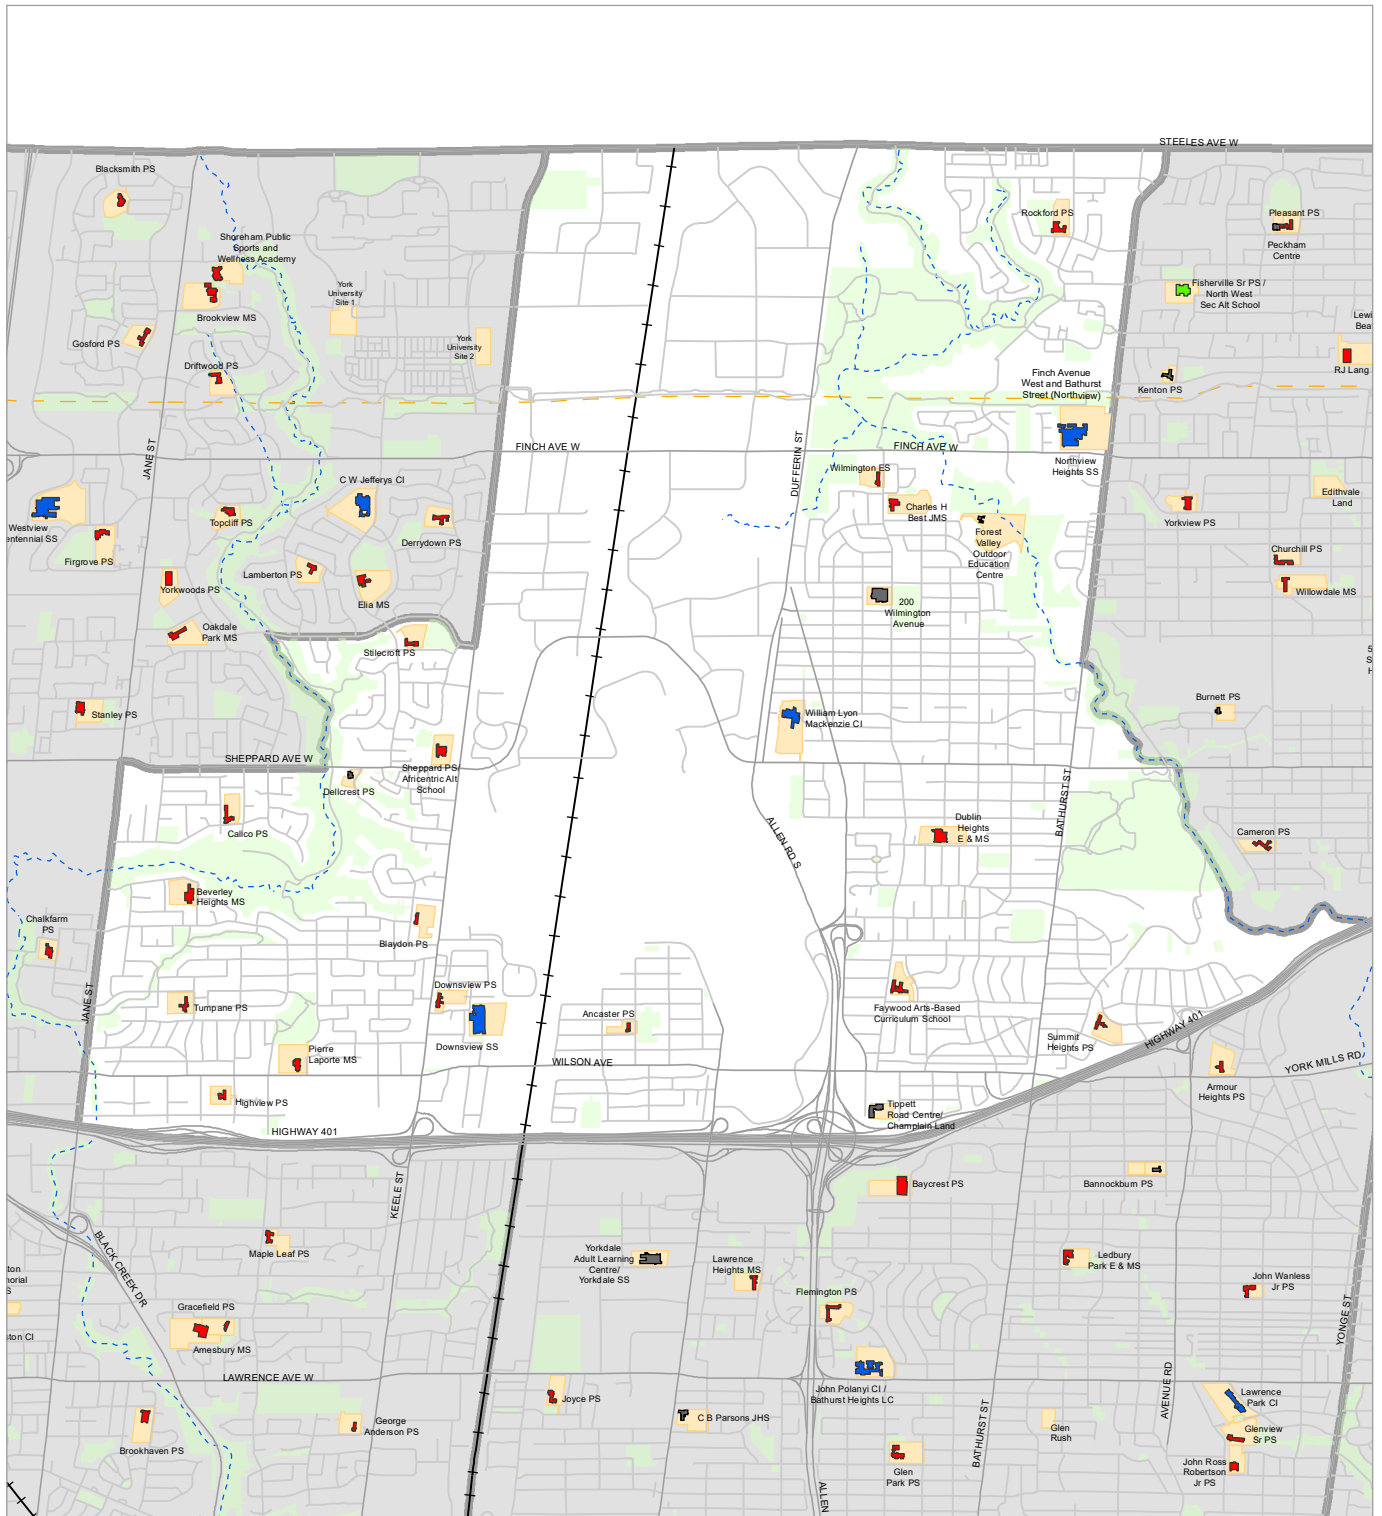 STEELES AVE W
Blacksmith PS
Rockford PS
Pleasant PS
Peckham
Centre
Shoreham Public
Sports and
Wellness Academy
York
University
Site 1
Fisherville Sr PS /
North West
Sec Alt School
Brookview MS
Gosford PS
York
University
Site 2
Lewi
Bea
RJ Lang
Driftwood PS
Finch Avenue
West and Bathurst
Street (Northview)
Kenton PS
JANE ST
FINCH AVE W
DUFFERIN ST
FINCH AVE W
Northview
Heights SS
Wilmington ES
C W Jefferys CI
Edithvale
Land
Westview
entennial SS
Topcliff PS
Charles H
Best JMS
Yorkview PS
Firgrove PS
Derrydown PS
Forest
Valley
Outdoor
Education
Centre
Churchill PS
Lamberton PS
Yorkwoods PS
Elia MS
Willowdale MS
200
Wilmington
Avenue
Oakdale
Park MS
Stilecroft PS
5
S
H
Stanley PS
William Lyon
Mackenzie CI
Burnett PS
SHEPPARD AVE W
Sheppard PS/
Africentric Alt
School
Dellcrest PS
BATHURST ST
Calico PS
ALLEN RD S
Dublin
Heights
E & MS
Cameron PS
Beverley
Heights MS
Chalkfarm
PS
Blaydon PS
JANE ST
Downsview PS
Tumpane PS
Ancaster PS
Faywood Arts-Based
Curriculum School
Downsview SS
Summit
Heights PS
HIGHWAY 401
Pierre
Laporte MS
WILSON AVE
YORK MILLS RD
Armour
Heights PS
Highview PS
Tippett
Road Centre/
Champlain Land
HIGHWAY 401
KEELE ST
Baycrest PS
Bannockburn PS
BLACK CREEK DR
Maple Leaf PS
Yorkdale
Adult Learning
Centre/
Yorkdale SS
Lawrence
Heights MS
Ledbury
Park E & MS
ton
morial
S
John Wanless
Jr PS
Flemington PS
Gracefield PS
YONGE ST
ston CI
Amesbury MS
LAWRENCE AVE W
AVENUE RD
John Polanyi CI /
Bathurst Heights LC
Lawrence
Park CI
Joyce PS
BATHURST ST
George
Anderson PS
C B Parsons JHS
Glen
Rush
Glenview
Sr PS
Brookhaven PS
Glen
Park PS
John Ross
Robertson
Jr PS
ALLEN